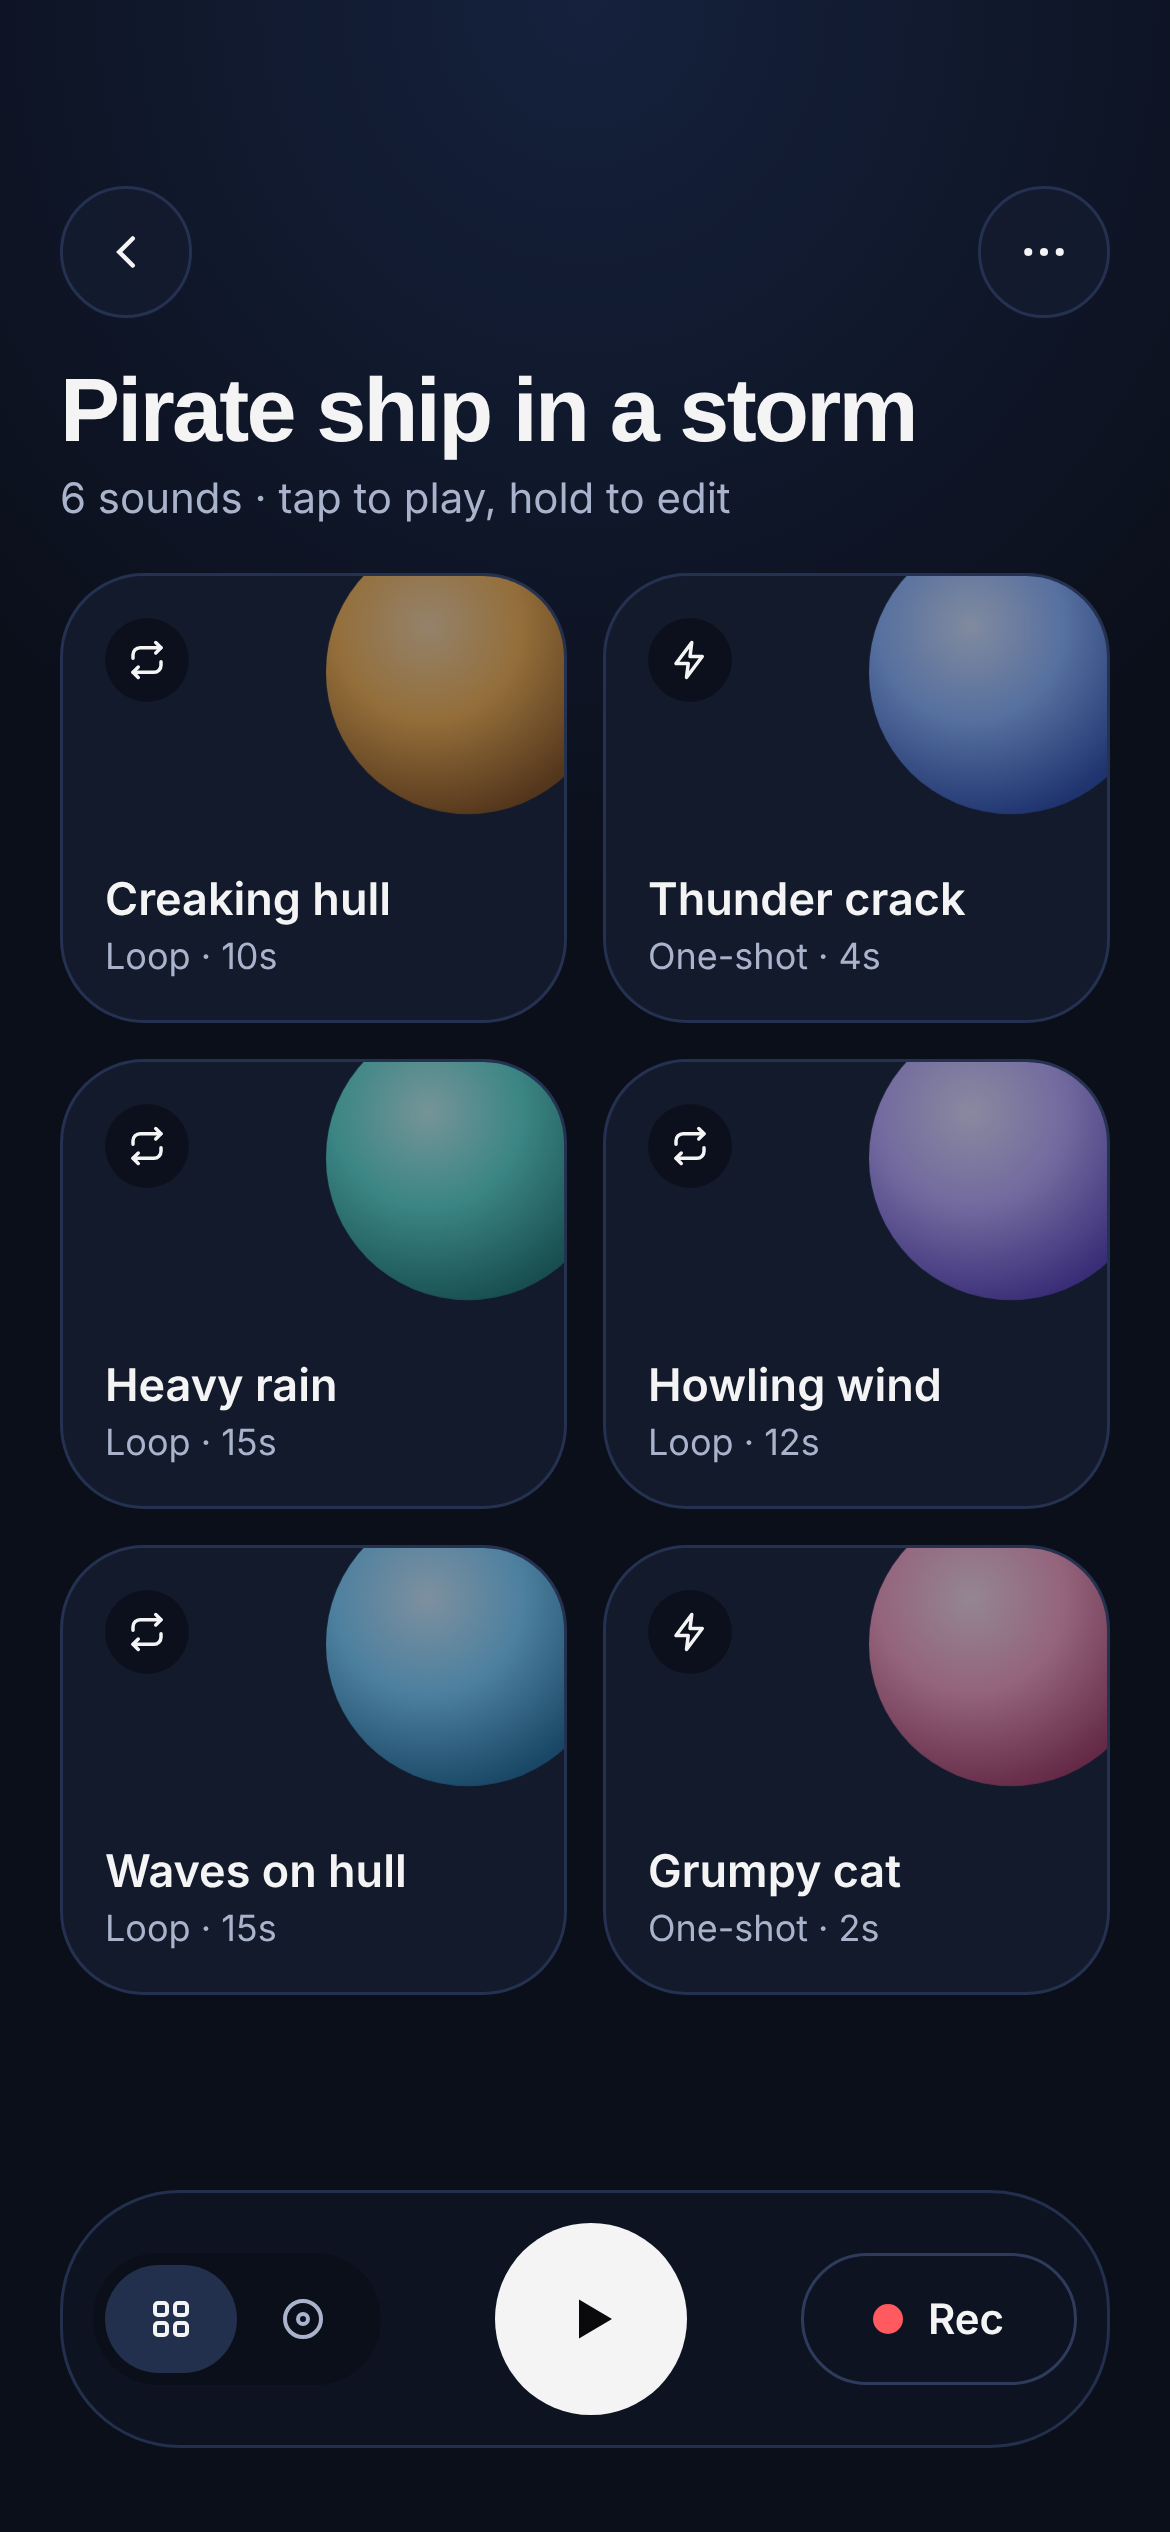 Pirate ship in a storm
6 sounds · tap to play, hold to edit
Creaking hull
Loop · 10s
Thunder crack
One-shot · 4s
Heavy rain
Loop · 15s
Howling wind
Loop · 12s
Waves on hull
Loop · 15s
Grumpy cat
One-shot · 2s
Rec